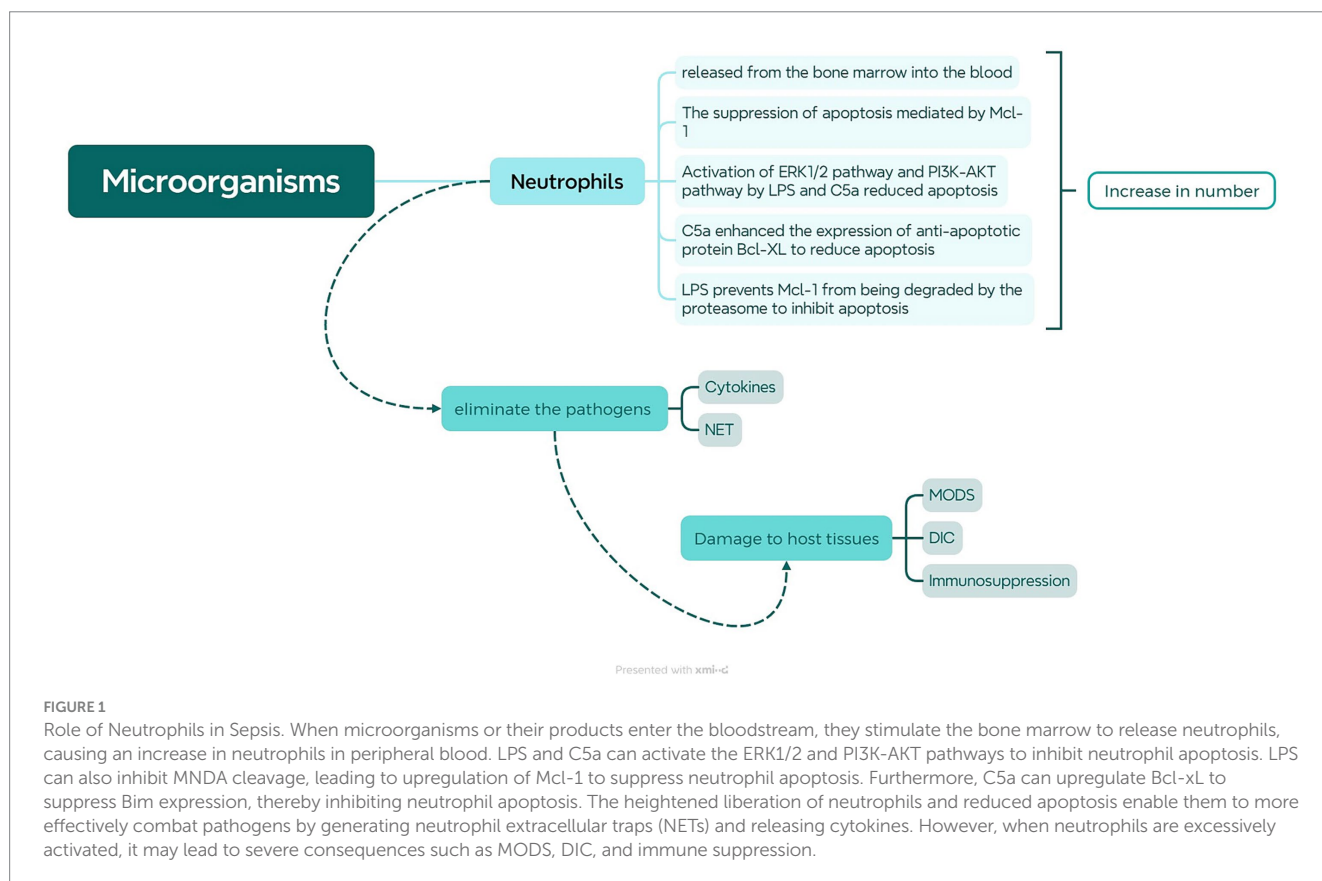 released from the bone marrow into the blood
The suppression of apoptosis mediated by Mcl-
1
Microorganisms
Neutrophils
Activation of ERK1/2 pathway and PI3K-AKT
pathway by LPS and C5a reduced apoptosis
Increase in number
C5a enhanced the expression of anti-apoptotic
protein Bcl-XL to reduce apoptosis
LPS prevents Mcl-1 from being degraded by the
proteasome to inhibit apoptosis
eliminate the pathogens
Cytokines
NET
Damage to host tissues
MODS
DIC
Immunosuppression
Presented with xmind
FIGURE 1
Role of Neutrophils in Sepsis. When microorganisms or their products enter the bloodstream, they stimulate the bone marrow to release neutrophils,
causing an increase in neutrophils in peripheral blood. LPS and C5a can activate the ERK1/2 and PI3K-AKT pathways to inhibit neutrophil apoptosis. LPS
can also inhibit MNDA cleavage, leading to upregulation of Mcl-1 to suppress neutrophil apoptosis. Furthermore, C5a can upregulate Bcl-xL to
suppress Bim expression, thereby inhibiting neutrophil apoptosis. The heightened liberation of neutrophils and reduced apoptosis enable them to more
effectively combat pathogens by generating neutrophil extracellular traps (NETs) and releasing cytokines. However, when neutrophils are excessively
activated, it may lead to severe consequences such as MODS, DIC, and immune suppression.